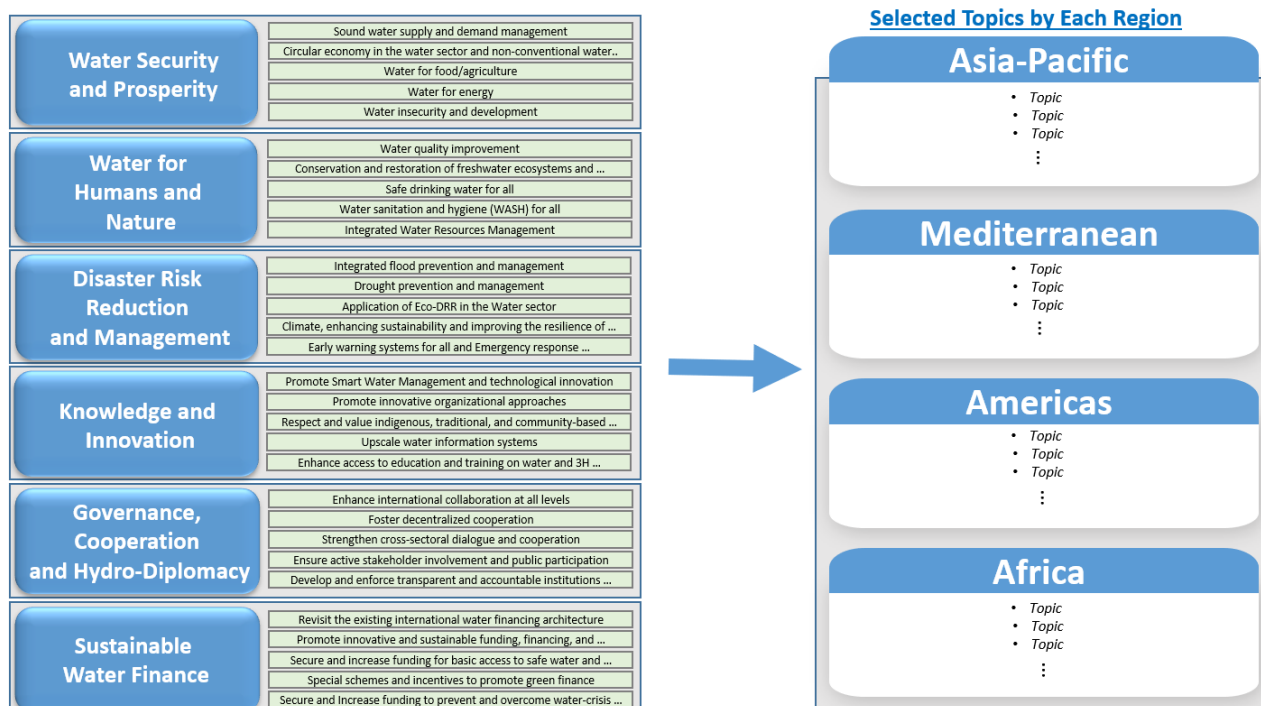 Water Security
and Prosperity
Sound water supply and demand management
Circular economy in the water sector and non-conventional water..
Water for food/agriculture
Water for energy
Water insecurity and development
Water for
Humans and
Nature
Water quality improvement
Conservation and restoration of freshwater ecosystems and ...
Safe drinking water for all
Water sanitation and hygiene (WASH) for all
Integrated Water Resources Management
Disaster Risk
Reduction
and Management
Integrated flood prevention and management
Drought prevention and management
Application of Eco-DRR in the Water sector
Climate, enhancing sustainability and improving the resilience of ...
Early warning systems for all and Emergency response ...
Knowledge and
Innovation
Promote Smart Water Management and technological innovation
Promote innovative organizational approaches
Respect and value indigenous, traditional, and community-based ...
Upscale water information systems
Enhance access to education and training on water and 3H ...
Governance,
Cooperation
and Hydro-Diplomacy
Enhance international collaboration at all levels
Foster decentralized cooperation
Strengthen cross-sectoral dialogue and cooperation
Ensure active stakeholder involvement and public participation
Develop and enforce transparent and accountable institutions ...
Sustainable
Water Finance
Revisit the existing international water financing architecture
Promote innovative and sustainable funding, financing, and ...
Secure and increase funding for basic access to safe water and ...
Special schemes and incentives to promote green finance
Secure and Increase funding to prevent and overcome water-crisis ...
Selected Topics by Each Region
Asia-Pacific
• Topic
• Topic
• Topic
⋮
Mediterranean
• Topic
• Topic
• Topic
⋮
Americas
• Topic
• Topic
• Topic
⋮
Africa
• Topic
• Topic
• Topic
⋮